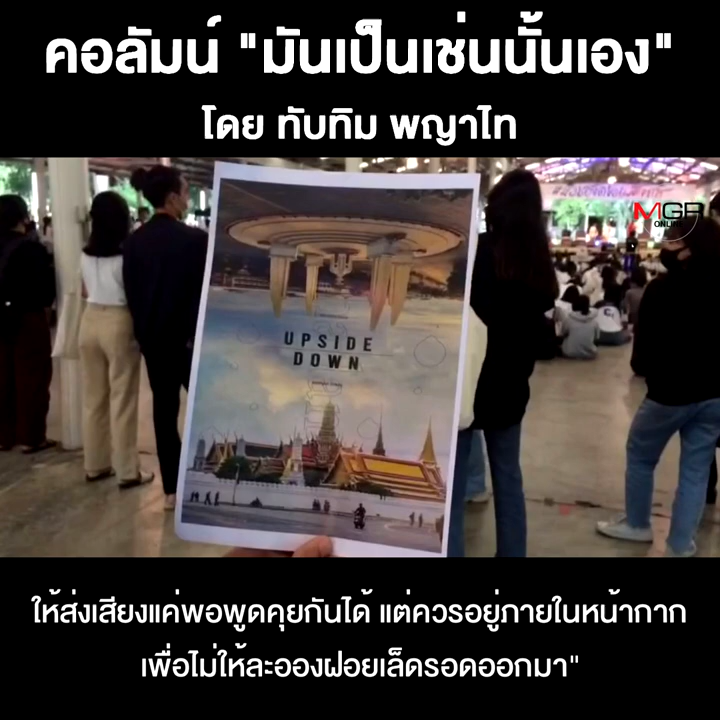 คอลัมน์ "มันเป็นเช่นนั้นเอง"
โดย ทับทิม พญาไท
MGR
ONLINE
UPSIDE
DOWN
ให้ส่งเสียงแค่พอพูดคุยกันได้ แต่ควรอยู่ภายในหน้ากาก
เพื่อไม่ให้ละอองฝอยเล็ดรอดออกมา"